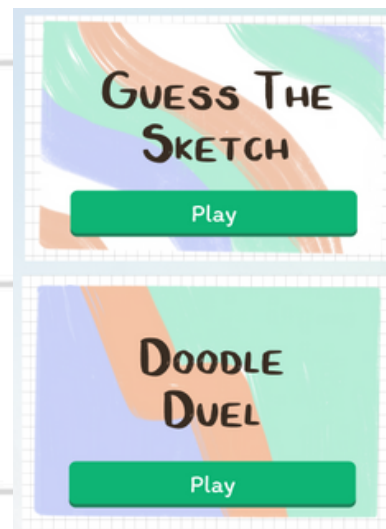 GUESS THE
SKETCH
Play
DOODLE
DUEL
Play